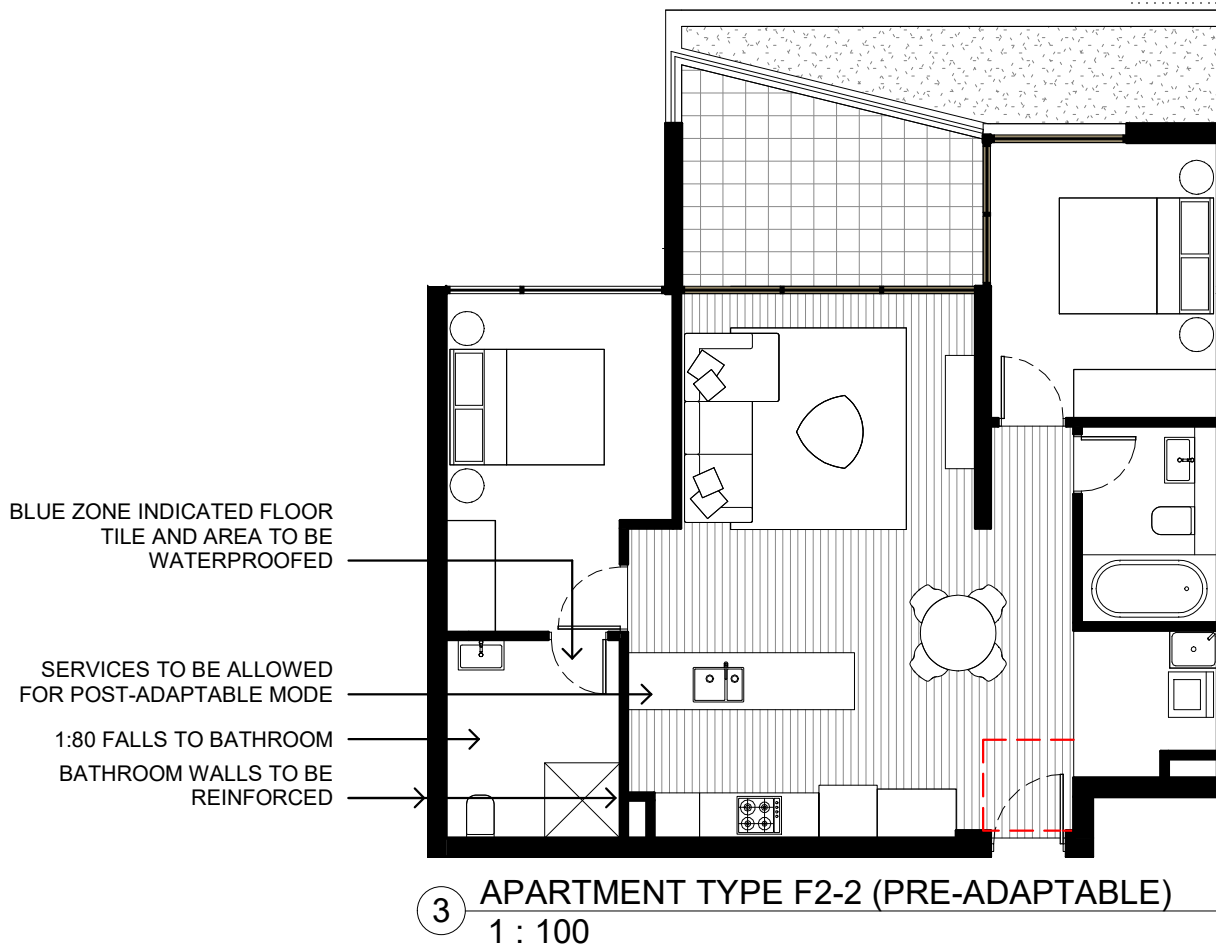 BLUE ZONE INDICATED FLOOR
TILE AND AREA TO BE
WATERPROOFED
SERVICES TO BE ALLOWED
FOR POST-ADAPTABLE MODE
1:80 FALLS TO BATHROOM
BATHROOM WALLS TO BE
REINFORCED
3 APARTMENT TYPE F2-2 (PRE-ADAPTABLE)
1 : 100